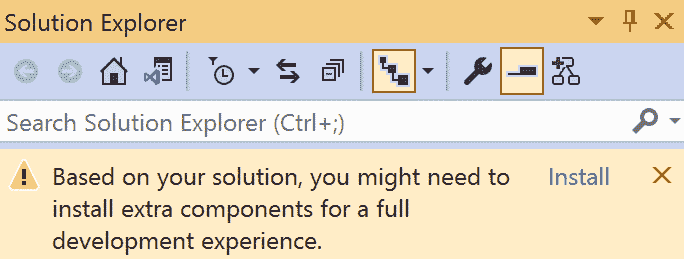 Solution Explorer
Search Solution Explorer (Ctrl+;)
Based on your solution, you might need to Install
install extra components for a full
development experience.